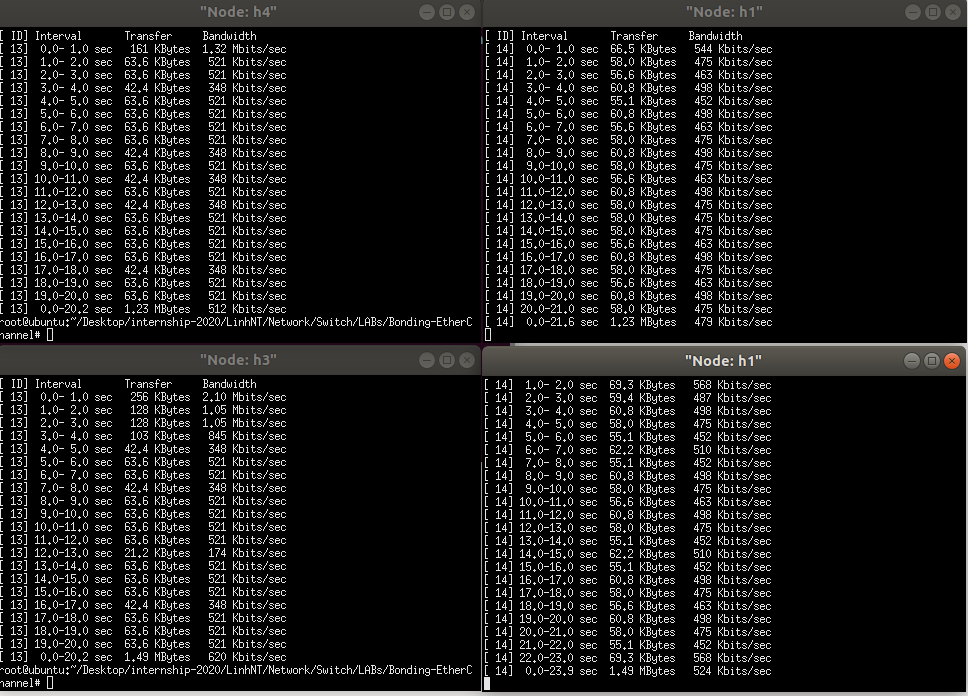 "Node: h4"
[ ID] Interval       Transfer     Bandwidth
[ 13]  0.0- 1.0 sec   161 KBytes  1.32 Mbits/sec
[ 13]  1.0- 2.0 sec  63.6 KBytes   521 Kbits/sec
[ 13]  2.0- 3.0 sec  63.6 KBytes   521 Kbits/sec
[ 13]  3.0- 4.0 sec  42.4 KBytes   348 Kbits/sec
[ 13]  4.0- 5.0 sec  63.6 KBytes   521 Kbits/sec
[ 13]  5.0- 6.0 sec  63.6 KBytes   521 Kbits/sec
[ 13]  6.0- 7.0 sec  63.6 KBytes   521 Kbits/sec
[ 13]  7.0- 8.0 sec  63.6 KBytes   521 Kbits/sec
[ 13]  8.0- 9.0 sec  42.4 KBytes   348 Kbits/sec
[ 13]  9.0-10.0 sec  63.6 KBytes   521 Kbits/sec
[ 13] 10.0-11.0 sec  42.4 KBytes   348 Kbits/sec
[ 13] 11.0-12.0 sec  63.6 KBytes   521 Kbits/sec
[ 13] 12.0-13.0 sec  42.4 KBytes   348 Kbits/sec
[ 13] 13.0-14.0 sec  63.6 KBytes   521 Kbits/sec
[ 13] 14.0-15.0 sec  63.6 KBytes   521 Kbits/sec
[ 13] 15.0-16.0 sec  63.6 KBytes   521 Kbits/sec
[ 13] 16.0-17.0 sec  63.6 KBytes   521 Kbits/sec
[ 13] 17.0-18.0 sec  42.4 KBytes   348 Kbits/sec
[ 13] 18.0-19.0 sec  63.6 KBytes   521 Kbits/sec
[ 13] 19.0-20.0 sec  63.6 KBytes   521 Kbits/sec
[ 13]  0.0-20.2 sec  1.23 MBytes   512 Kbits/sec
root@ubuntu:~/Desktop/internship-2020/LinhNT/Network/Switch/LABs/Bonding-EtherC
hannel#
"Node: h1"
[ ID] Interval       Transfer     Bandwidth
[ 14]  0.0- 1.0 sec  66.5 KBytes   544 Kbits/sec
[ 14]  1.0- 2.0 sec  58.0 KBytes   475 Kbits/sec
[ 14]  2.0- 3.0 sec  56.6 KBytes   463 Kbits/sec
[ 14]  3.0- 4.0 sec  60.8 KBytes   498 Kbits/sec
[ 14]  4.0- 5.0 sec  55.1 KBytes   452 Kbits/sec
[ 14]  5.0- 6.0 sec  60.8 KBytes   498 Kbits/sec
[ 14]  6.0- 7.0 sec  56.6 KBytes   463 Kbits/sec
[ 14]  7.0- 8.0 sec  58.0 KBytes   475 Kbits/sec
[ 14]  8.0- 9.0 sec  60.8 KBytes   498 Kbits/sec
[ 14]  9.0-10.0 sec  58.0 KBytes   475 Kbits/sec
[ 14] 10.0-11.0 sec  56.6 KBytes   463 Kbits/sec
[ 14] 11.0-12.0 sec  60.8 KBytes   498 Kbits/sec
[ 14] 12.0-13.0 sec  58.0 KBytes   475 Kbits/sec
[ 14] 13.0-14.0 sec  58.0 KBytes   475 Kbits/sec
[ 14] 14.0-15.0 sec  58.0 KBytes   475 Kbits/sec
[ 14] 15.0-16.0 sec  56.6 KBytes   463 Kbits/sec
[ 14] 16.0-17.0 sec  60.8 KBytes   498 Kbits/sec
[ 14] 17.0-18.0 sec  58.0 KBytes   475 Kbits/sec
[ 14] 18.0-19.0 sec  56.6 KBytes   463 Kbits/sec
[ 14] 19.0-20.0 sec  60.8 KBytes   498 Kbits/sec
[ 14] 20.0-21.0 sec  58.0 KBytes   475 Kbits/sec
[ 14]  0.0-21.6 sec  1.23 MBytes   479 Kbits/sec
"Node: h3"
[ ID] Interval       Transfer     Bandwidth
[ 13]  0.0- 1.0 sec   256 KBytes  2.10 Mbits/sec
[ 13]  1.0- 2.0 sec   128 KBytes  1.05 Mbits/sec
[ 13]  2.0- 3.0 sec   128 KBytes  1.05 Mbits/sec
[ 13]  3.0- 4.0 sec   103 KBytes   845 Kbits/sec
[ 13]  4.0- 5.0 sec  42.4 KBytes   348 Kbits/sec
[ 13]  5.0- 6.0 sec  63.6 KBytes   521 Kbits/sec
[ 13]  6.0- 7.0 sec  63.6 KBytes   521 Kbits/sec
[ 13]  7.0- 8.0 sec  42.4 KBytes   348 Kbits/sec
[ 13]  8.0- 9.0 sec  63.6 KBytes   521 Kbits/sec
[ 13]  9.0-10.0 sec  63.6 KBytes   521 Kbits/sec
[ 13] 10.0-11.0 sec  63.6 KBytes   521 Kbits/sec
[ 13] 11.0-12.0 sec  63.6 KBytes   521 Kbits/sec
[ 13] 12.0-13.0 sec  21.2 KBytes   174 Kbits/sec
[ 13] 13.0-14.0 sec  63.6 KBytes   521 Kbits/sec
[ 13] 14.0-15.0 sec  63.6 KBytes   521 Kbits/sec
[ 13] 15.0-16.0 sec  63.6 KBytes   521 Kbits/sec
[ 13] 16.0-17.0 sec  42.4 KBytes   348 Kbits/sec
[ 13] 17.0-18.0 sec  63.6 KBytes   521 Kbits/sec
[ 13] 18.0-19.0 sec  63.6 KBytes   521 Kbits/sec
[ 13] 19.0-20.0 sec  63.6 KBytes   521 Kbits/sec
[ 13]  0.0-20.2 sec  1.49 MBytes   620 Kbits/sec
root@ubuntu:~/Desktop/internship-2020/LinhNT/Network/Switch/LABs/Bonding-EtherC
hannel#
"Node: h1"
[ 14]  1.0- 2.0 sec  69.3 KBytes   568 Kbits/sec
[ 14]  2.0- 3.0 sec  59.4 KBytes   487 Kbits/sec
[ 14]  3.0- 4.0 sec  60.8 KBytes   498 Kbits/sec
[ 14]  4.0- 5.0 sec  58.0 KBytes   475 Kbits/sec
[ 14]  5.0- 6.0 sec  55.1 KBytes   452 Kbits/sec
[ 14]  6.0- 7.0 sec  62.2 KBytes   510 Kbits/sec
[ 14]  7.0- 8.0 sec  55.1 KBytes   452 Kbits/sec
[ 14]  8.0- 9.0 sec  60.8 KBytes   498 Kbits/sec
[ 14]  9.0-10.0 sec  58.0 KBytes   475 Kbits/sec
[ 14] 10.0-11.0 sec  56.6 KBytes   463 Kbits/sec
[ 14] 11.0-12.0 sec  60.8 KBytes   498 Kbits/sec
[ 14] 12.0-13.0 sec  58.0 KBytes   475 Kbits/sec
[ 14] 13.0-14.0 sec  55.1 KBytes   452 Kbits/sec
[ 14] 14.0-15.0 sec  62.2 KBytes   510 Kbits/sec
[ 14] 15.0-16.0 sec  55.1 KBytes   452 Kbits/sec
[ 14] 16.0-17.0 sec  60.8 KBytes   498 Kbits/sec
[ 14] 17.0-18.0 sec  58.0 KBytes   475 Kbits/sec
[ 14] 18.0-19.0 sec  56.6 KBytes   463 Kbits/sec
[ 14] 19.0-20.0 sec  60.8 KBytes   498 Kbits/sec
[ 14] 20.0-21.0 sec  58.0 KBytes   475 Kbits/sec
[ 14] 21.0-22.0 sec  55.1 KBytes   452 Kbits/sec
[ 14] 22.0-23.0 sec  69.3 KBytes   568 Kbits/sec
[ 14]  0.0-23.9 sec  1.49 MBytes   524 Kbits/sec